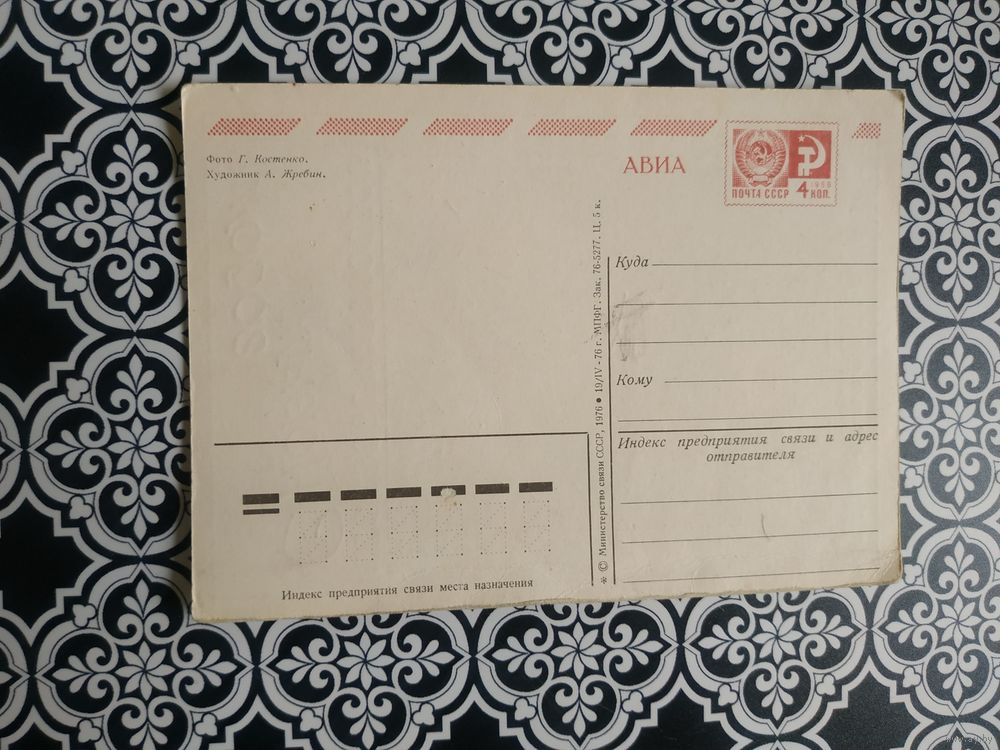 Фото Г. Костенко.
Художник А. Жребин.
АВИА
ПОЧТА СССР
1966
4 КОП.
Куда
Кому
Индекс предприятия связи и адрес
отправителя
* © Министерство связи СССР, 1976 • 19/IV - 76 г. МПФГ. Зак. 76-5277. Ц. 5 к.
Индекс предприятия связи места назначения